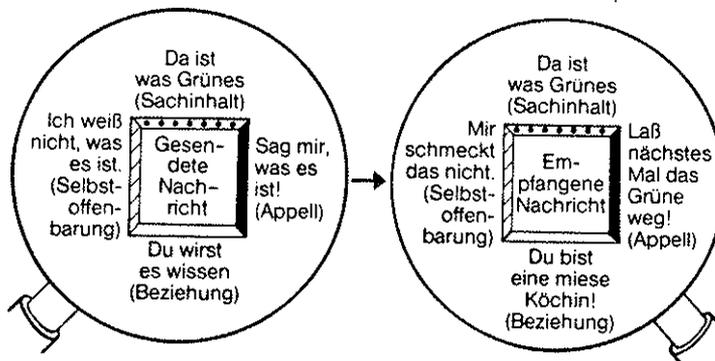 Da ist
was Grünes
(Sachinhalt)
Ich weiß
nicht, was
es ist.
(Selbst-
offen-
barung)
Gesen-
dete
Nach-
richt
Sag mir,
was es
ist!
(Appell)
Du wirst
es wissen
(Beziehung)
Da ist
was Grünes
(Sachinhalt)
Mir
schmeckt
das nicht.
(Selbst-
offen-
barung)
Em-
pfangene
Nachricht
Laß
nächstes
Mal das
Grüne
weg!
(Appell)
Du bist
eine miese
Köchin!
(Beziehung)